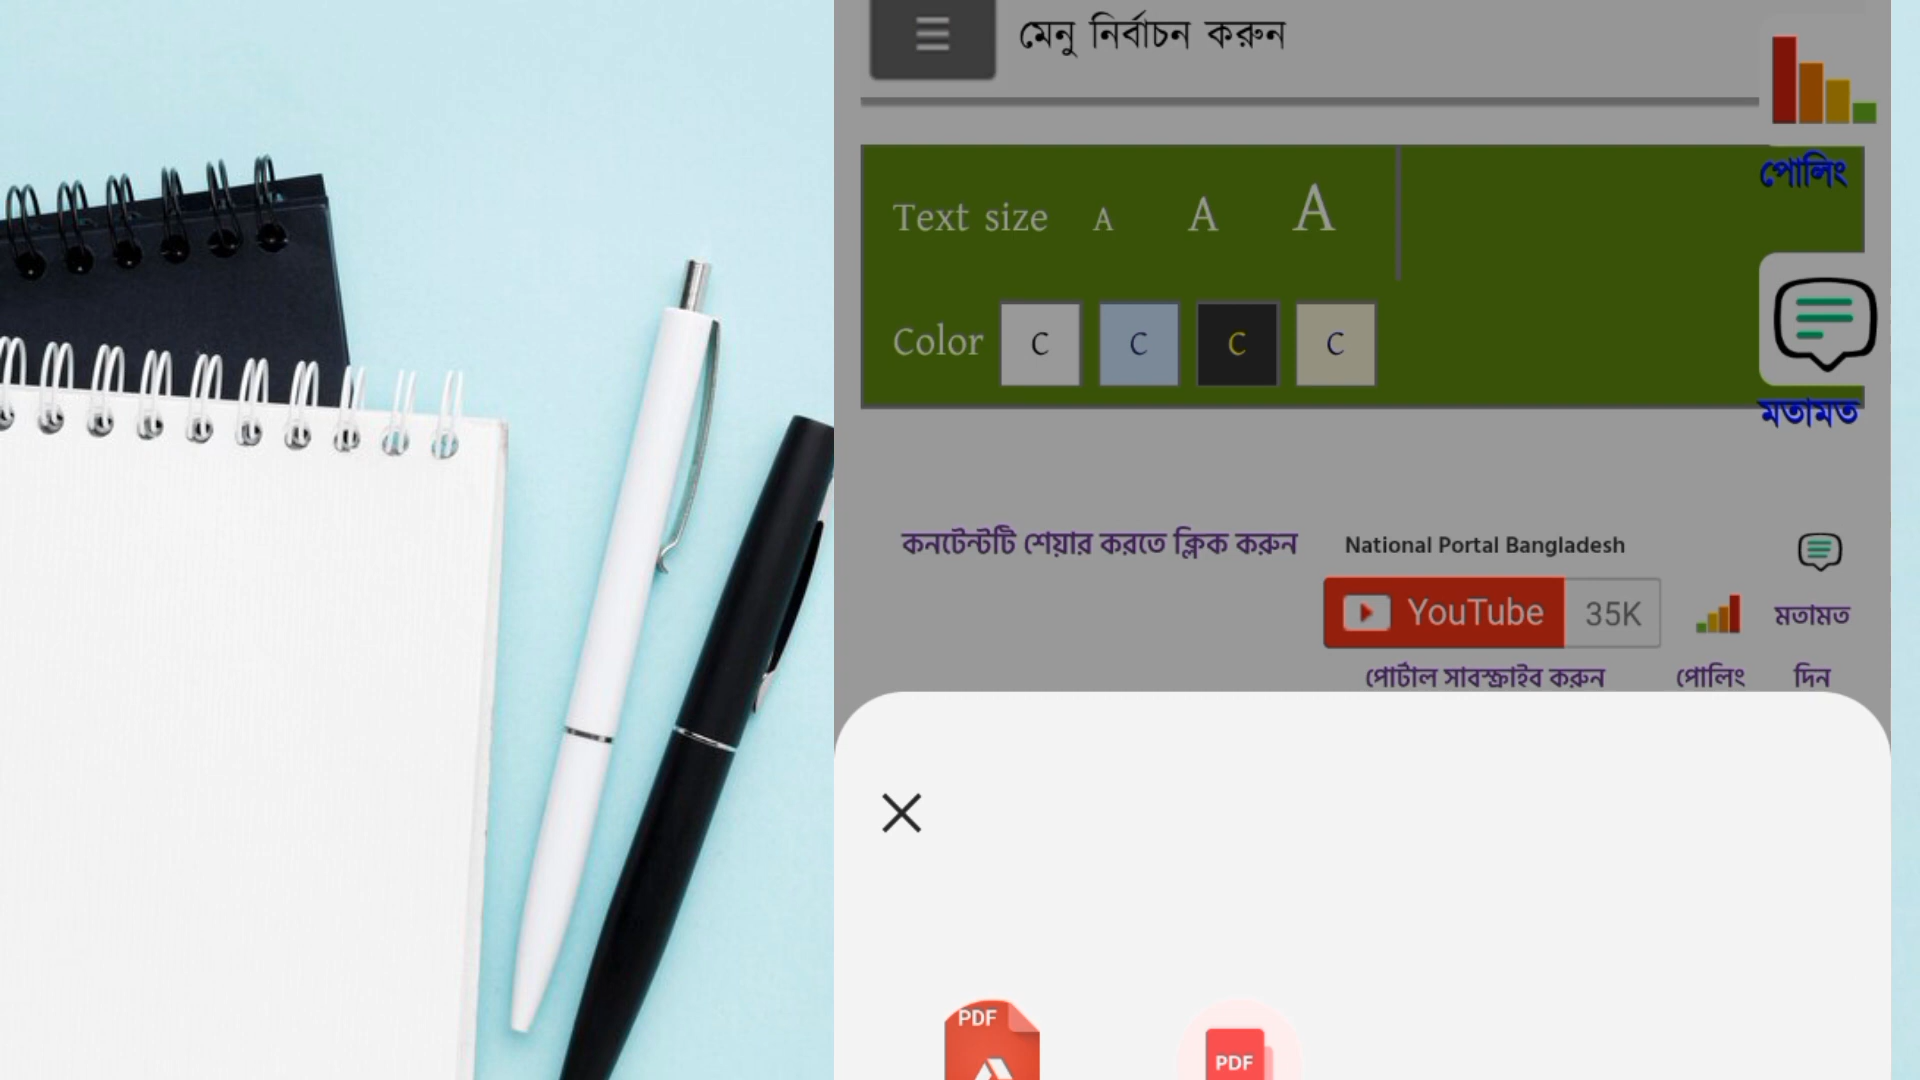 মেনু নির্বাচন করুন
পোলিং
Text size A A A
Color C C C C
মতামত
কনটেন্টটি শেয়ার করতে ক্লিক করুন
National Portal Bangladesh
YouTube 35K
মতামত
পোর্টাল সাবস্ক্রাইব করুন
পোলিং
দিন
PDF
PDF